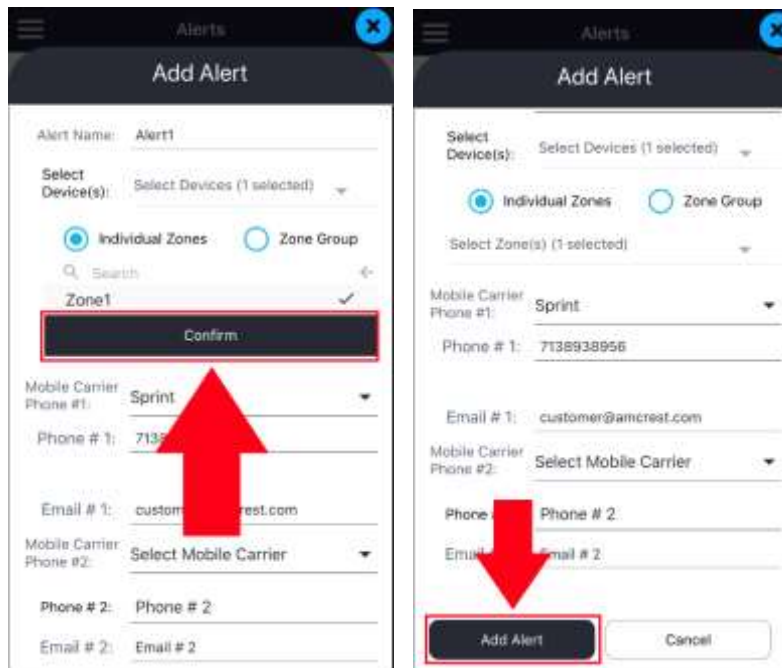 Alerts
Add Alert
Alert Name: Alert1
Select
Device(s): Select Devices (1 selected)
Individual Zones Zone Group
Search
Zone1
Confirm
Mobile Carrier
Phone #1: Sprint
Phone # 1:
Email # 1:
Mobile Carrier
Phone #2: Select Mobile Carrier
Phone # 2: Phone # 2
Email # 2: Email # 2
Alerts
Add Alert
Select
Device(s): Select Devices (1 selected)
Individual Zones Zone Group
Select Zone(s) (1 selected)
Mobile Carrier
Phone #1: Sprint
Phone # 1: 7138938956
Email # 1: customer@amcrest.com
Mobile Carrier
Phone #2: Select Mobile Carrier
Phone Phone # 2
Email # 2
Add Alert Cancel